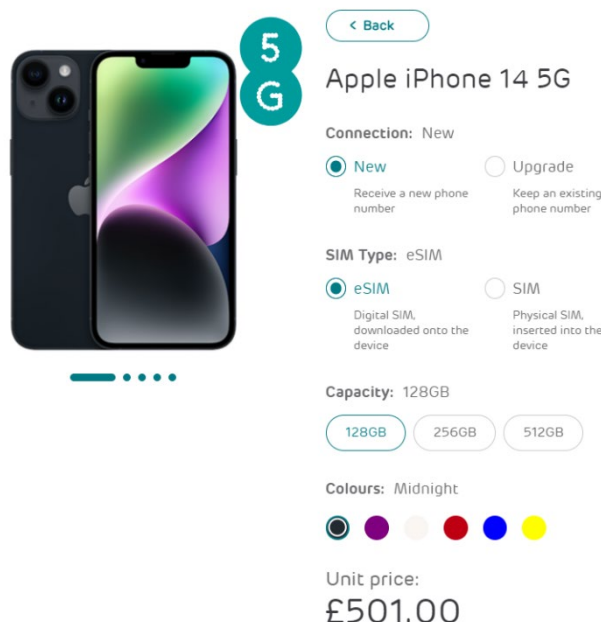 5
G
< Back
Apple iPhone 14 5G
Connection: New
New
Upgrade
Receive a new phone
number
Keep an existing
phone number
SIM Type: eSIM
eSIM
SIM
Digital SIM,
downloaded onto the
device
Physical SIM,
inserted into the
device
Capacity: 128GB
128GB
256GB
512GB
Colours: Midnight
Unit price:
£501.00